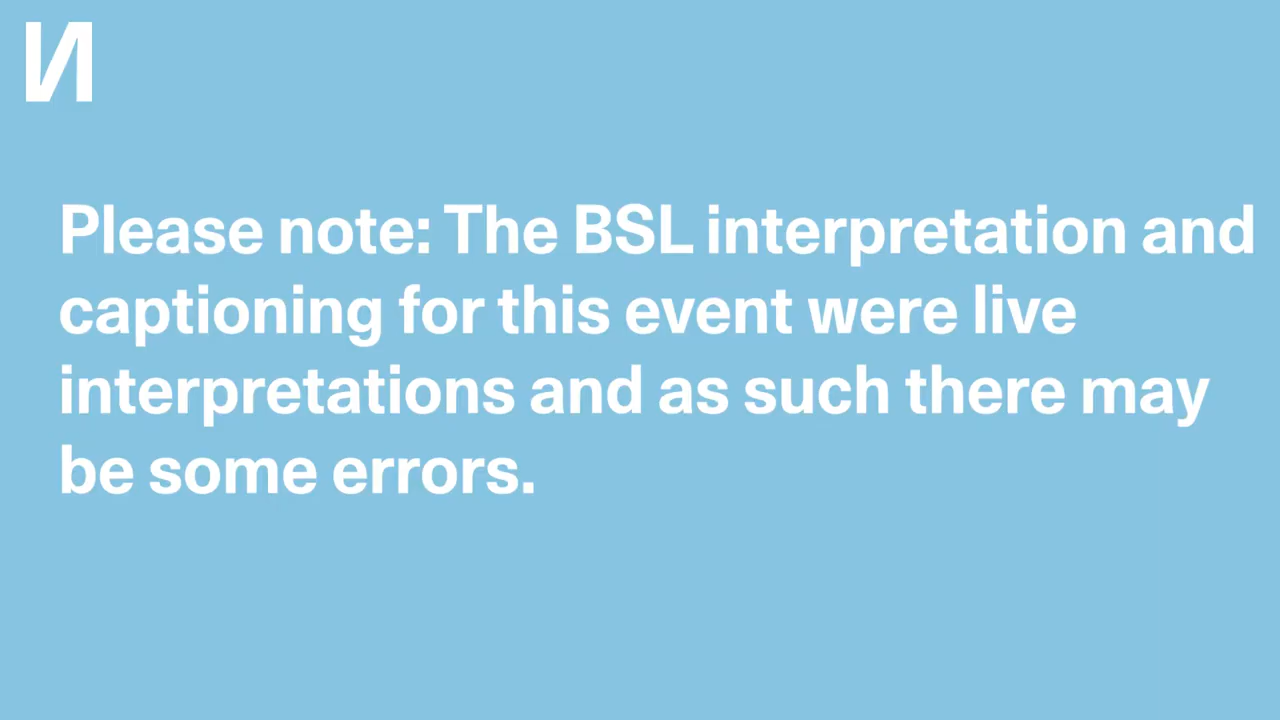 И
Please note: The BSL interpretation and
captioning for this event were live
interpretations and as such there may
be some errors.